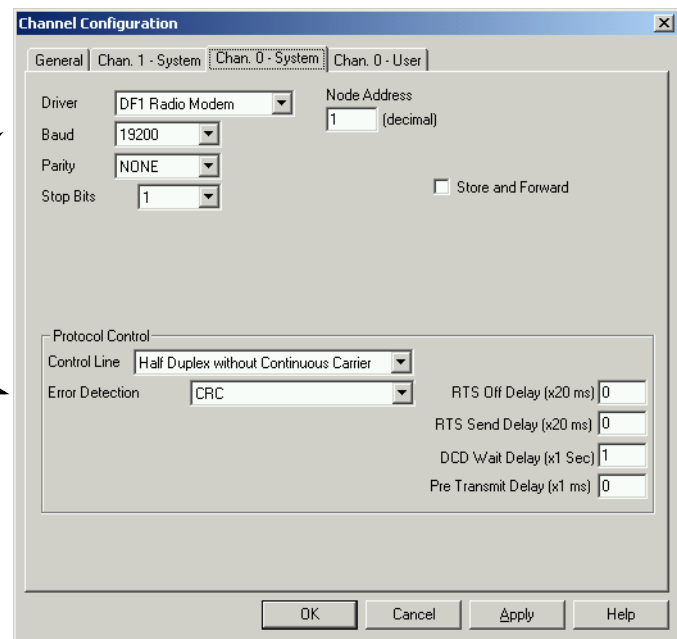 Channel Configuration
General Chan. 1 - System Chan. 0 - System Chan. 0 - User
Driver DF1 Radio Modem Node Address
1 (decimal)
Baud 19200
Parity NONE
Stop Bits 1 Store and Forward
Protocol Control
Control Line Half Duplex without Continuous Carrier
Error Detection CRC RTS Off Delay (x20 ms) 0
RTS Send Delay (x20 ms) 0
DCD Wait Delay (x1 Sec) 1
Pre Transmit Delay (x1 ms) 0
OK Cancel Apply Help